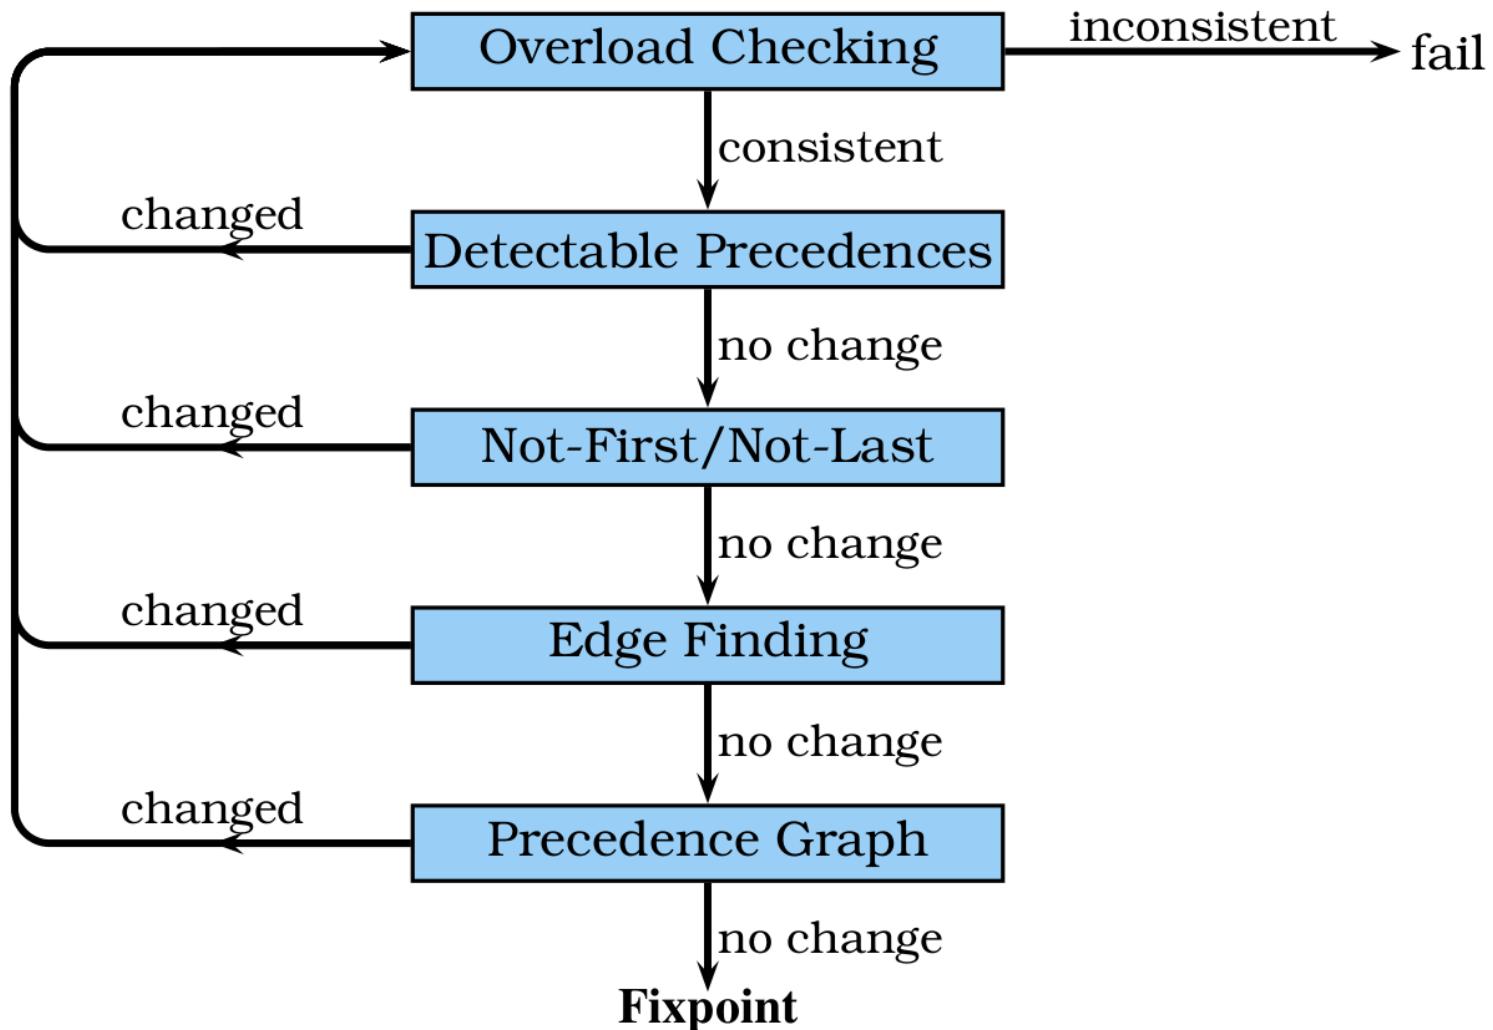 Overload Checking
inconsistent
fail
consistent
changed
Detectable Precedences
no change
changed
Not-First/Not-Last
no change
changed
Edge Finding
no change
changed
Precedence Graph
no change
Fixpoint